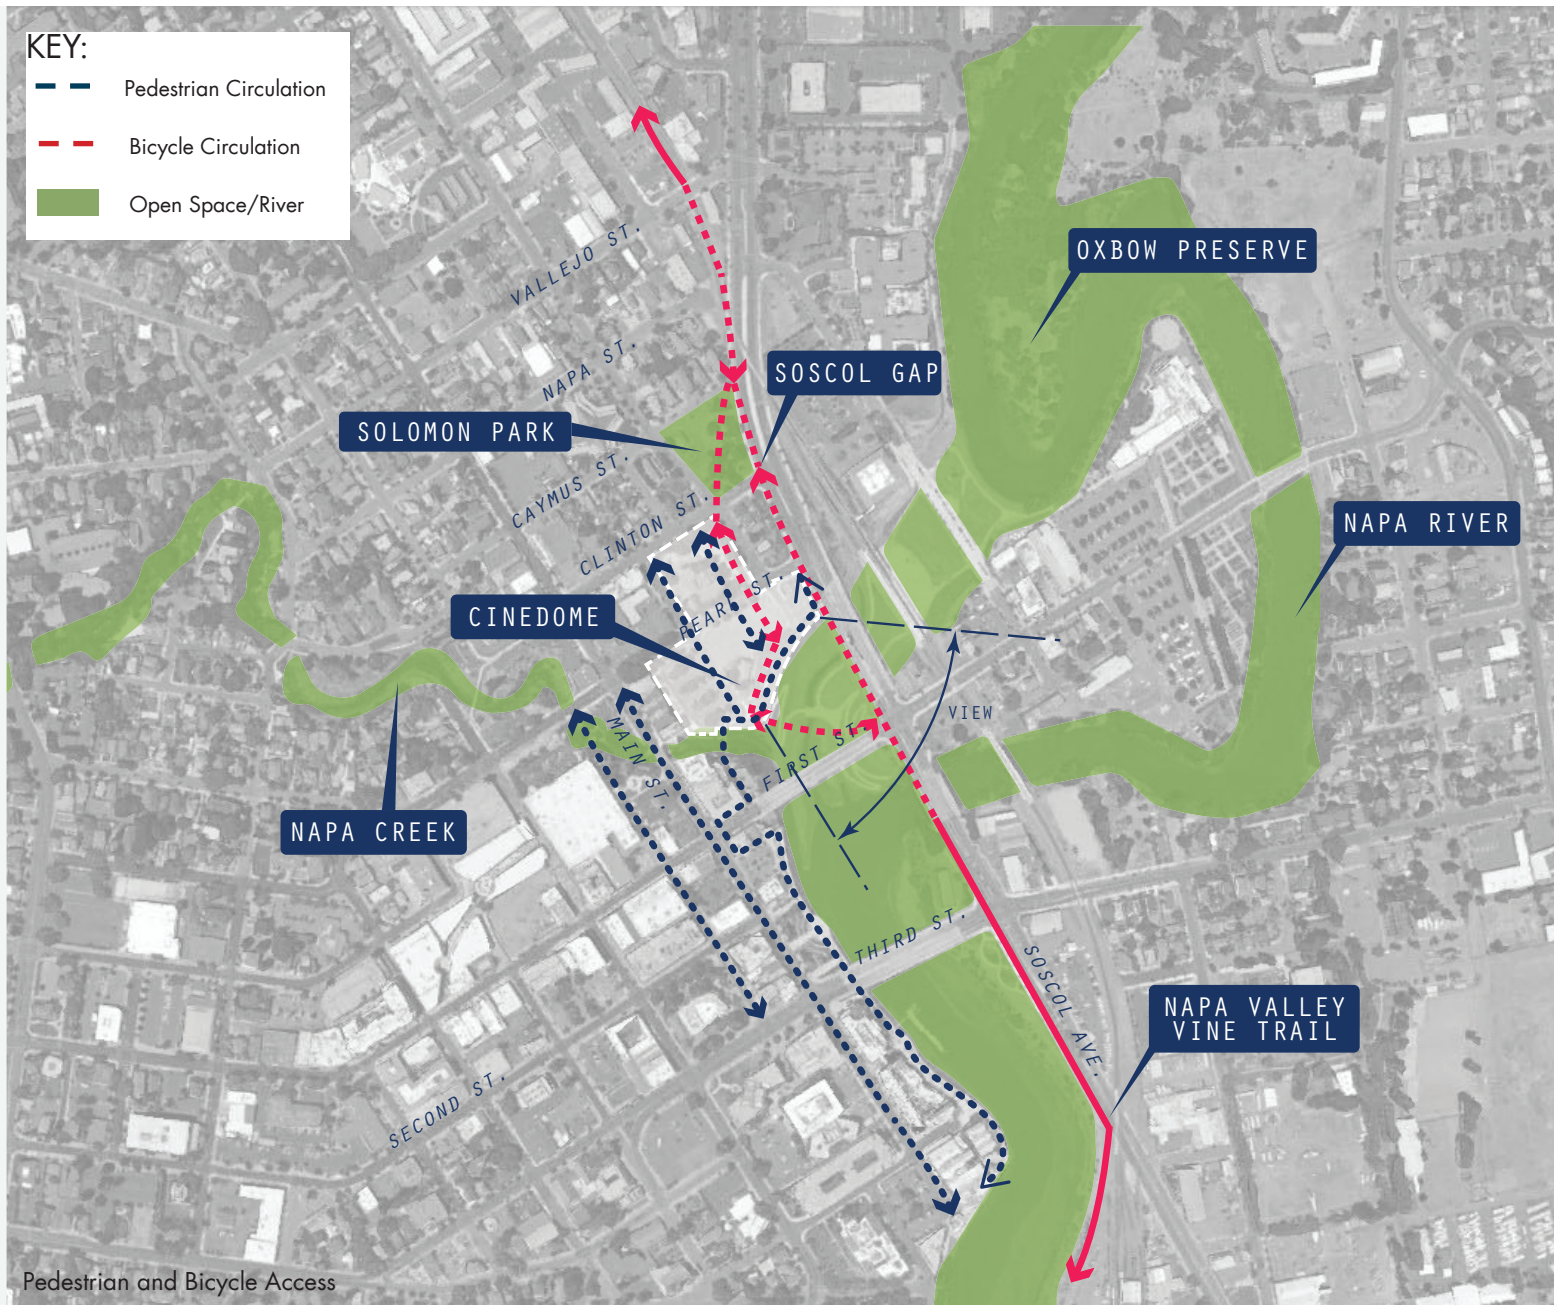 KEY:
Pedestrian Circulation
Bicycle Circulation
Open Space/River
VALLEJO ST.
OXBOW PRESERVE
NAPA ST.
SOSCOL GAP
SOLOMON PARK
CAYMUS ST.
CLINTON ST.
NAPA RIVER
PEARL ST.
CINEDOME
VIEW
MAIN ST.
FIRST ST.
NAPA CREEK
THIRD ST.
SOSCOL AVE.
NAPA VALLEY
VINE TRAIL
SECOND ST.
Pedestrian and Bicycle Access